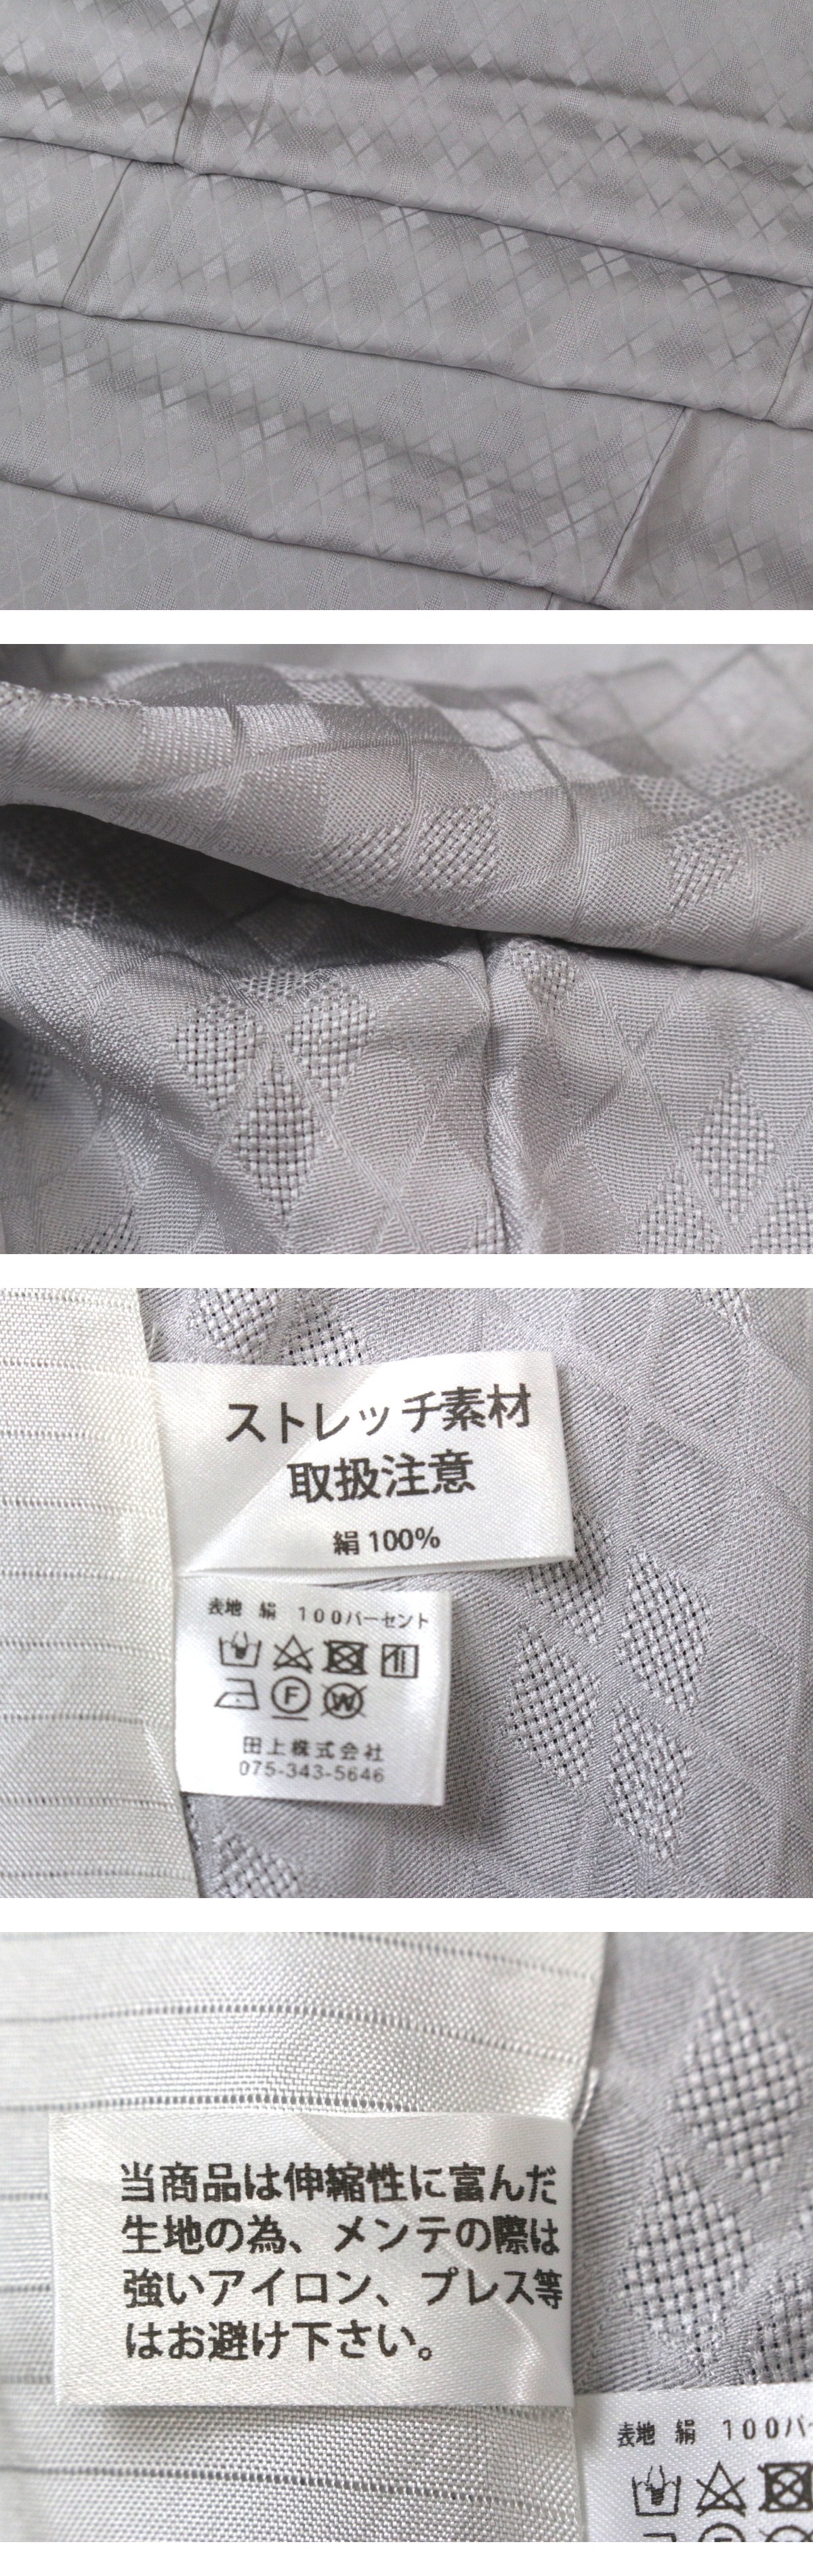 ストレッチ素材
取扱注意
絹 100%
表地 絹 100パーセント
F W
田上株式会社
075-343-5646
当商品は伸縮性に富んだ
生地の為、メンテの際は
強いアイロン、プレス等
はお避け下さい。
表地 絹 100パ